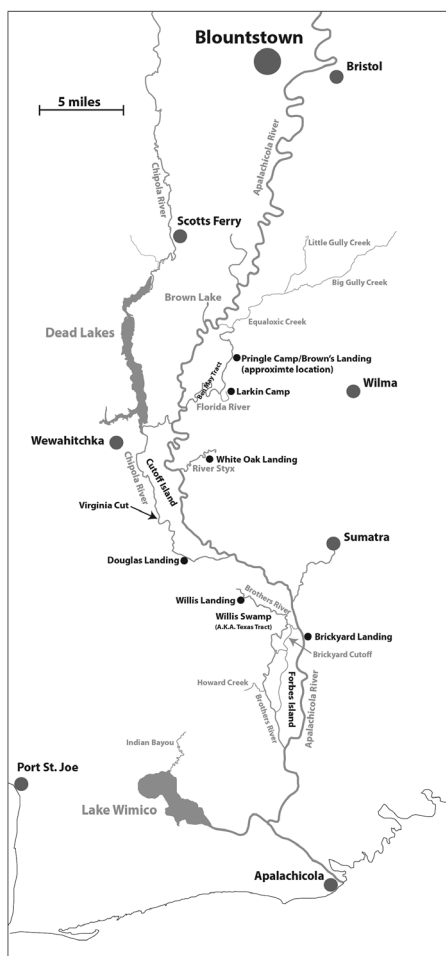 Blountstown
Bristol
5 miles
Apalachicola River
Chipola River
Scotts Ferry
Little Gully Creek
Big Gully Creek
Brown Lake
Equaloxic Creek
Dead Lakes
Pringle Camp/Brown's Landing
(approximte location)
Bull May Tract
Larkin Camp
Wilma
Florida River
Wewahitchka
Cutoff Island
White Oak Landing
River Styx
Chipola River
Virginia Cut
Sumatra
Douglas Landing
Brothers River
Willis Landing
Willis Swamp
(A.K.A. Texas Tract)
Brickyard Landing
Brickyard Cutoff
Howard Creek
Forbes Island
Apalachicola River
Brothers River
Indian Bayou
Port St. Joe
Lake Wimico
Apalachicola